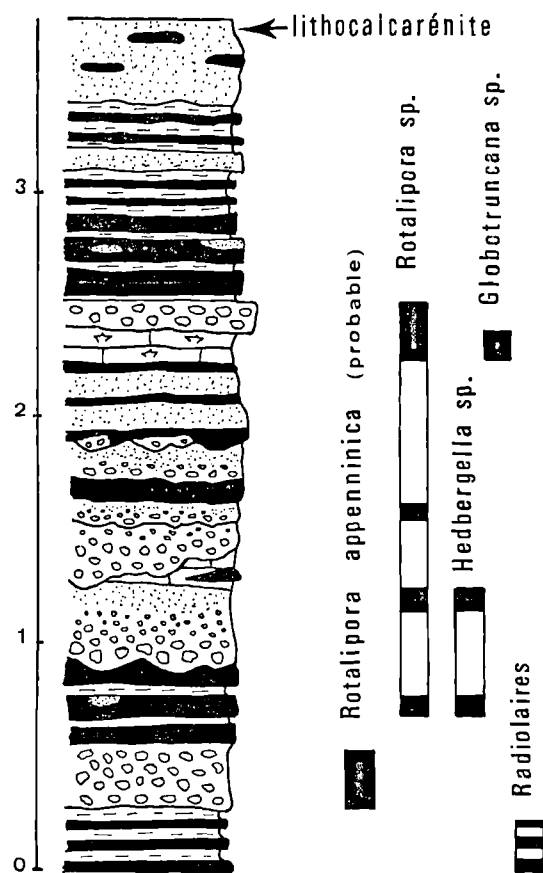 lithocalcarénite
3
2
1
0
Rotalipora appenninica (probable)
Rotalipora sp.
Hedbergella sp.
Globotruncana sp.
Radiolaires